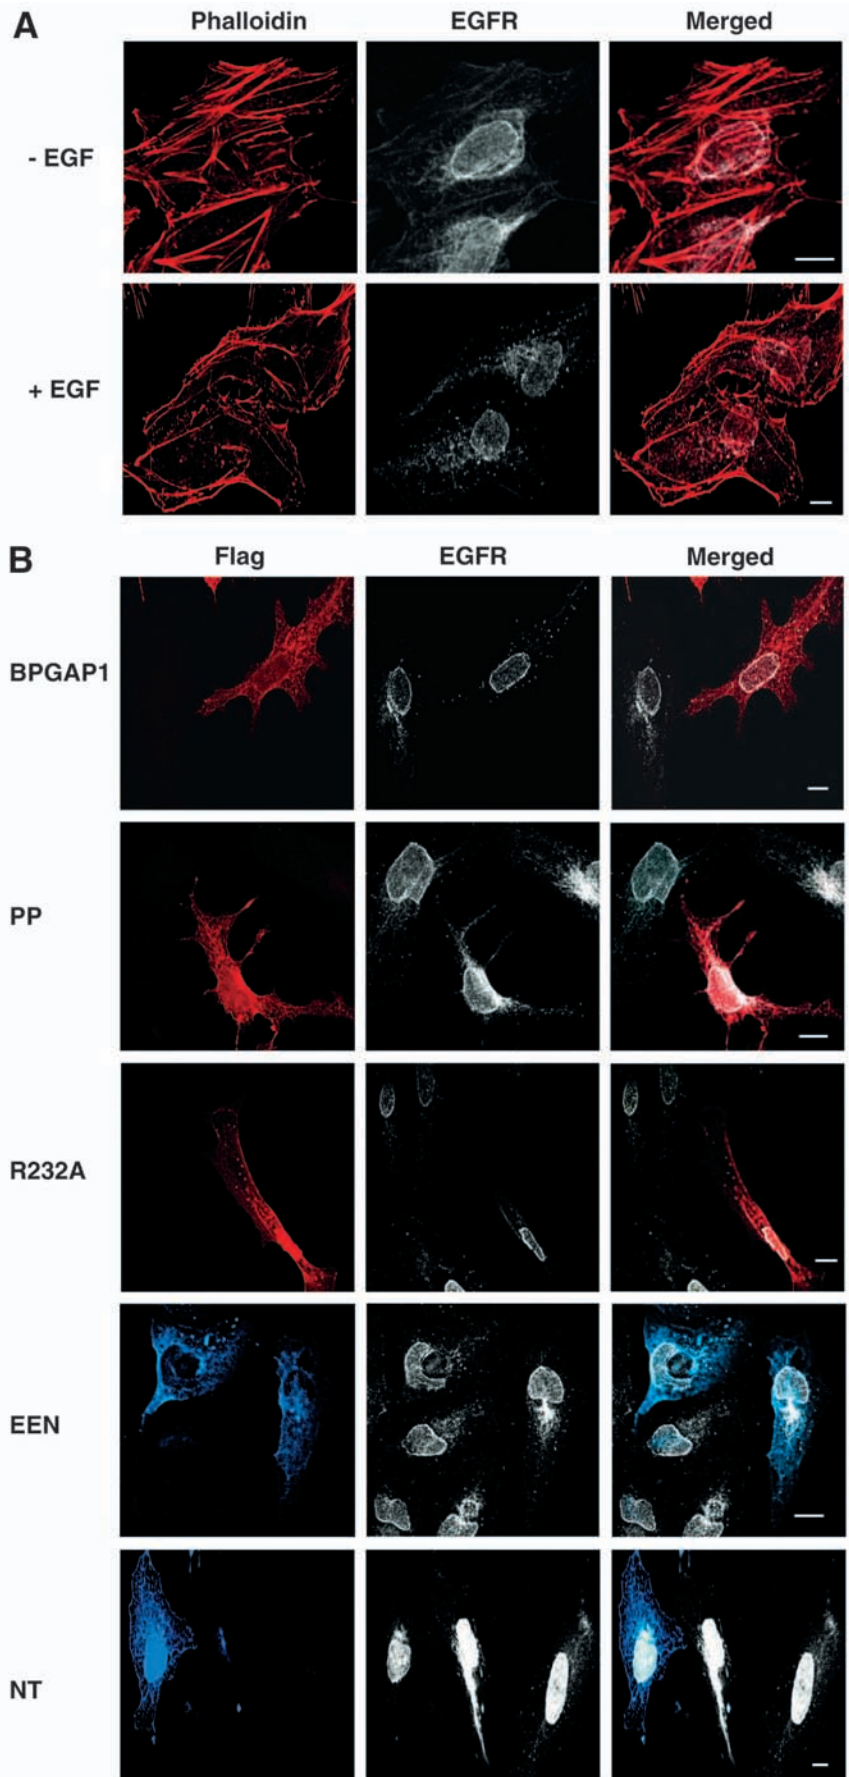 A Phalloidin EGFR Merged
- EGF
+ EGF
B Flag EGFR Merged
BPGAP1
PP
R232A
EEN
NT